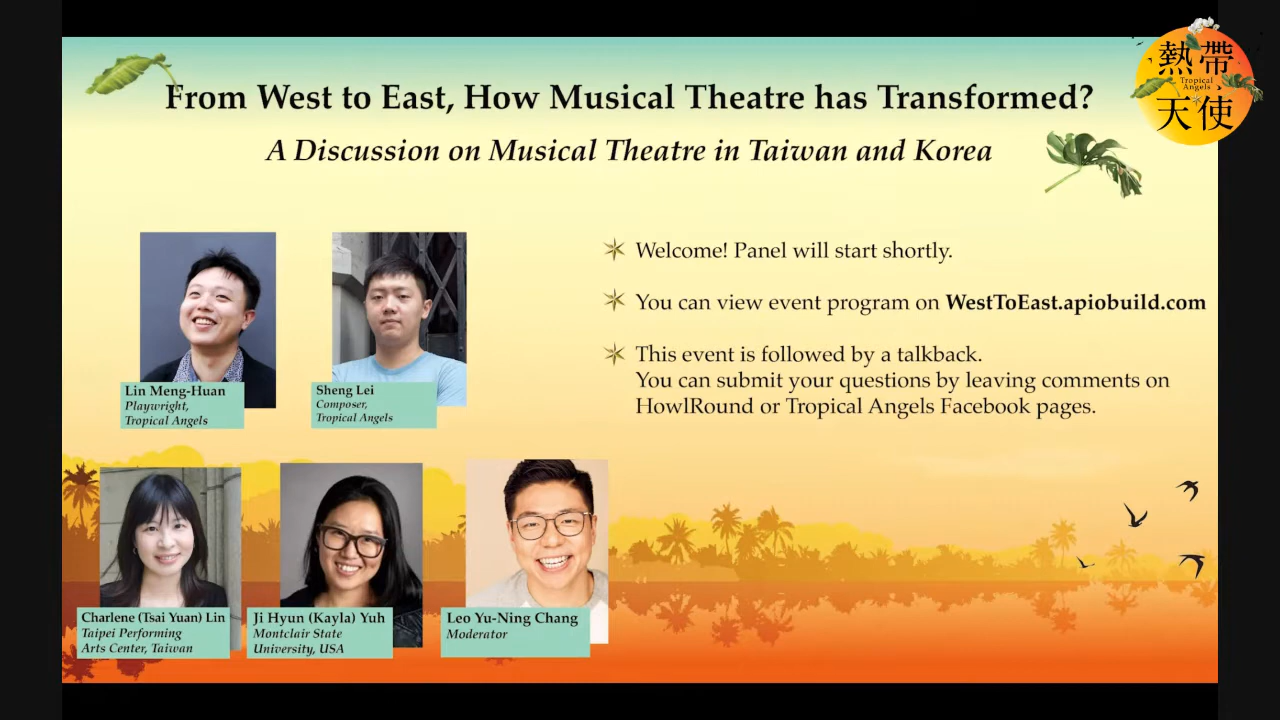 熱帶
Tropical
Angels
天使
From West to East, How Musical Theatre has Transformed?
A Discussion on Musical Theatre in Taiwan and Korea
Welcome! Panel will start shortly.
You can view event program on WestToEast.apiobuild.com
This event is followed by a talkback.
You can submit your questions by leaving comments on
HowlRound or Tropical Angels Facebook pages.
Lin Meng-Huan
Playwright,
Tropical Angels
Sheng Lei
Composer,
Tropical Angels
Charlene (Tsai Yuan) Lin
Taipei Performing
Arts Center, Taiwan
Ji Hyun (Kayla) Yuh
Montclair State
University, USA
Leo Yu-Ning Chang
Moderator